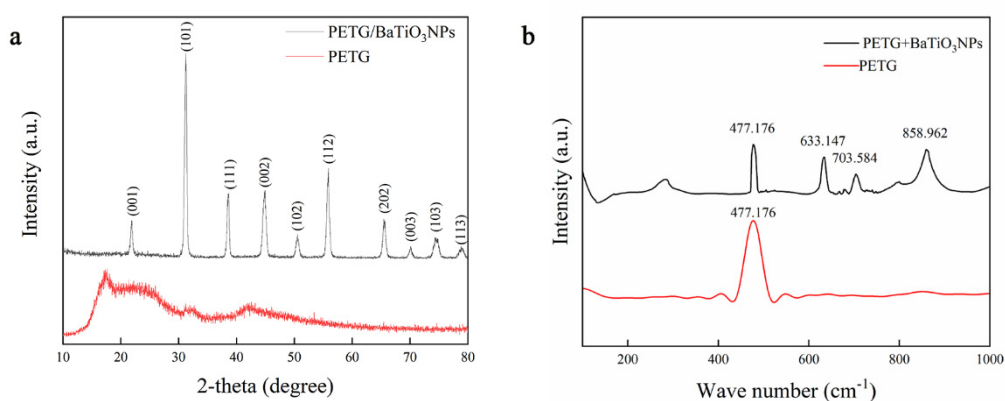 a
PETG/BaTiO₃NPs
PETG
(001)
(101)
(111)
(002)
(102)
(112)
(202)
(003)
(103)
(113)
Intensity (a.u.)
10 20 30 40 50 60 70 80
2-theta (degree)
b
PETG+BaTiO₃NPs
PETG
477.176
633.147
703.584
858.962
477.176
Intensity (a.u.)
200 400 600 800 1000
Wave number (cm⁻¹)